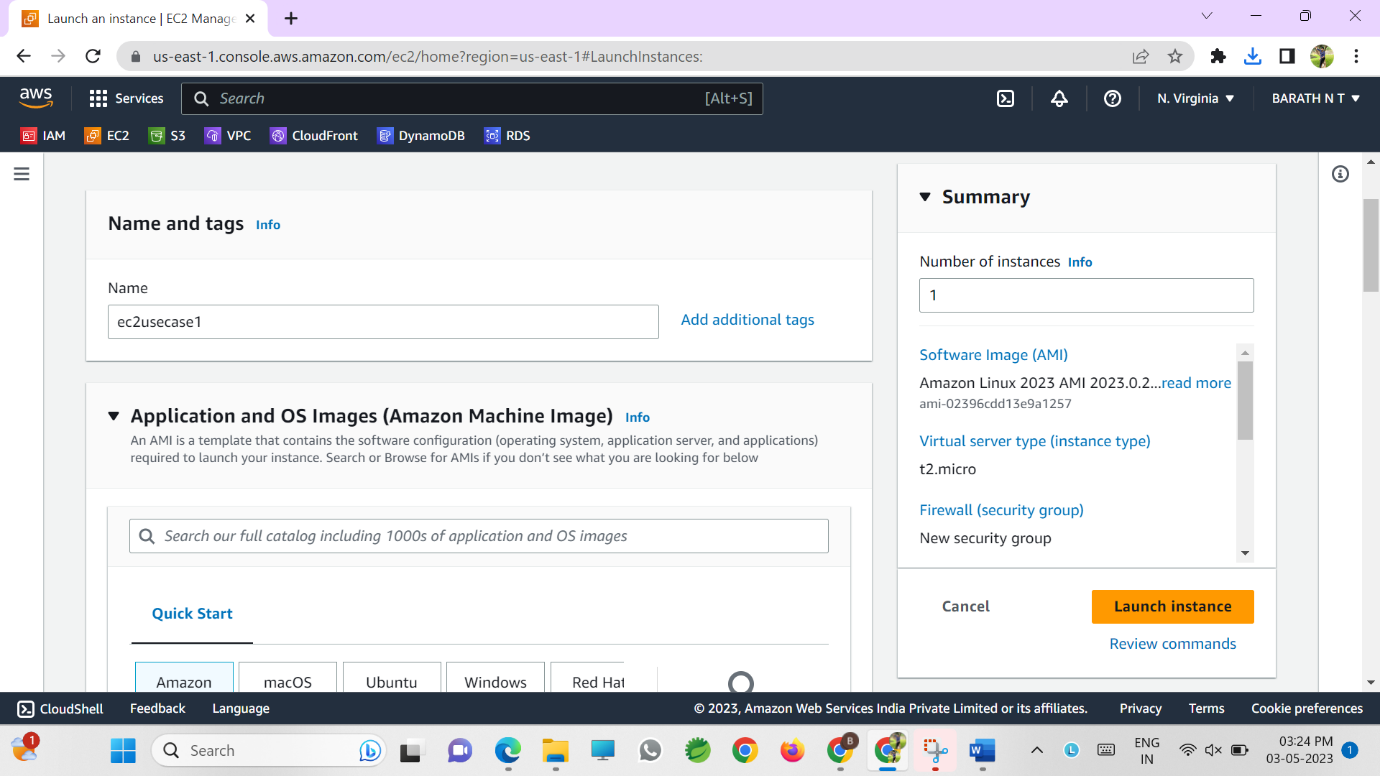 Launch an instance | EC2 Manage
us-east-1.console.aws.amazon.com/ec2/home?region=us-east-1#LaunchInstances:
aws
Services
Search
[Alt+S]
N. Virginia
BARATH N T
IAM
EC2
S3
VPC
CloudFront
DynamoDB
RDS
Name and tags Info
Name
ec2usecase1
Add additional tags
Application and OS Images (Amazon Machine Image) Info
An AMI is a template that contains the software configuration (operating system, application server, and applications)
required to launch your instance. Search or Browse for AMIs if you don't see what you are looking for below
Search our full catalog including 1000s of application and OS images
Quick Start
Amazon
macOS
Ubuntu
Windows
Red Hat
Summary
Number of instances Info
1
Software Image (AMI)
Amazon Linux 2023 AMI 2023.0.2...read more
ami-02396cdd13e9a1257
Virtual server type (instance type)
t2.micro
Firewall (security group)
New security group
Cancel
Launch instance
Review commands
CloudShell
Feedback
Language
© 2023, Amazon Web Services India Private Limited or its affiliates.
Privacy
Terms
Cookie preferences
1
Search
B
L
ENG
IN
03:24 PM
03-05-2023
1